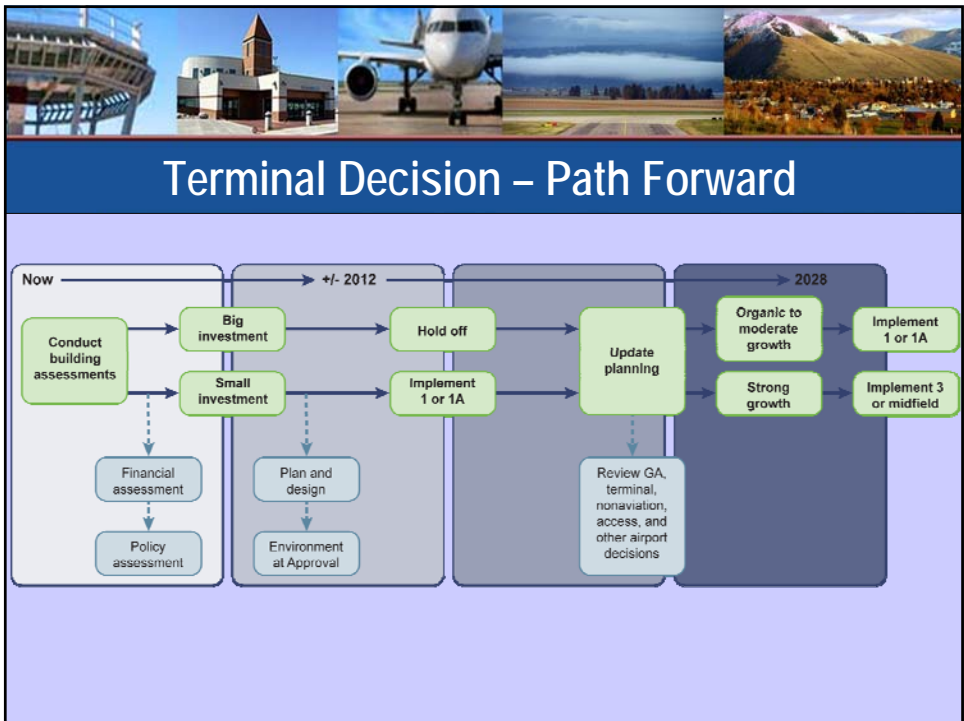 Terminal Decision – Path Forward
Now
+/- 2012
2028
Conduct
building
assessments
Big
investment
Hold off
Update
planning
Organic to
moderate
growth
Implement
1 or 1A
Small
investment
Implement
1 or 1A
Strong
growth
Implement 3
or midfield
Financial
assessment
Policy
assessment
Plan and
design
Environment
at Approval
Review GA,
terminal,
nonaviation,
access, and
other airport
decisions